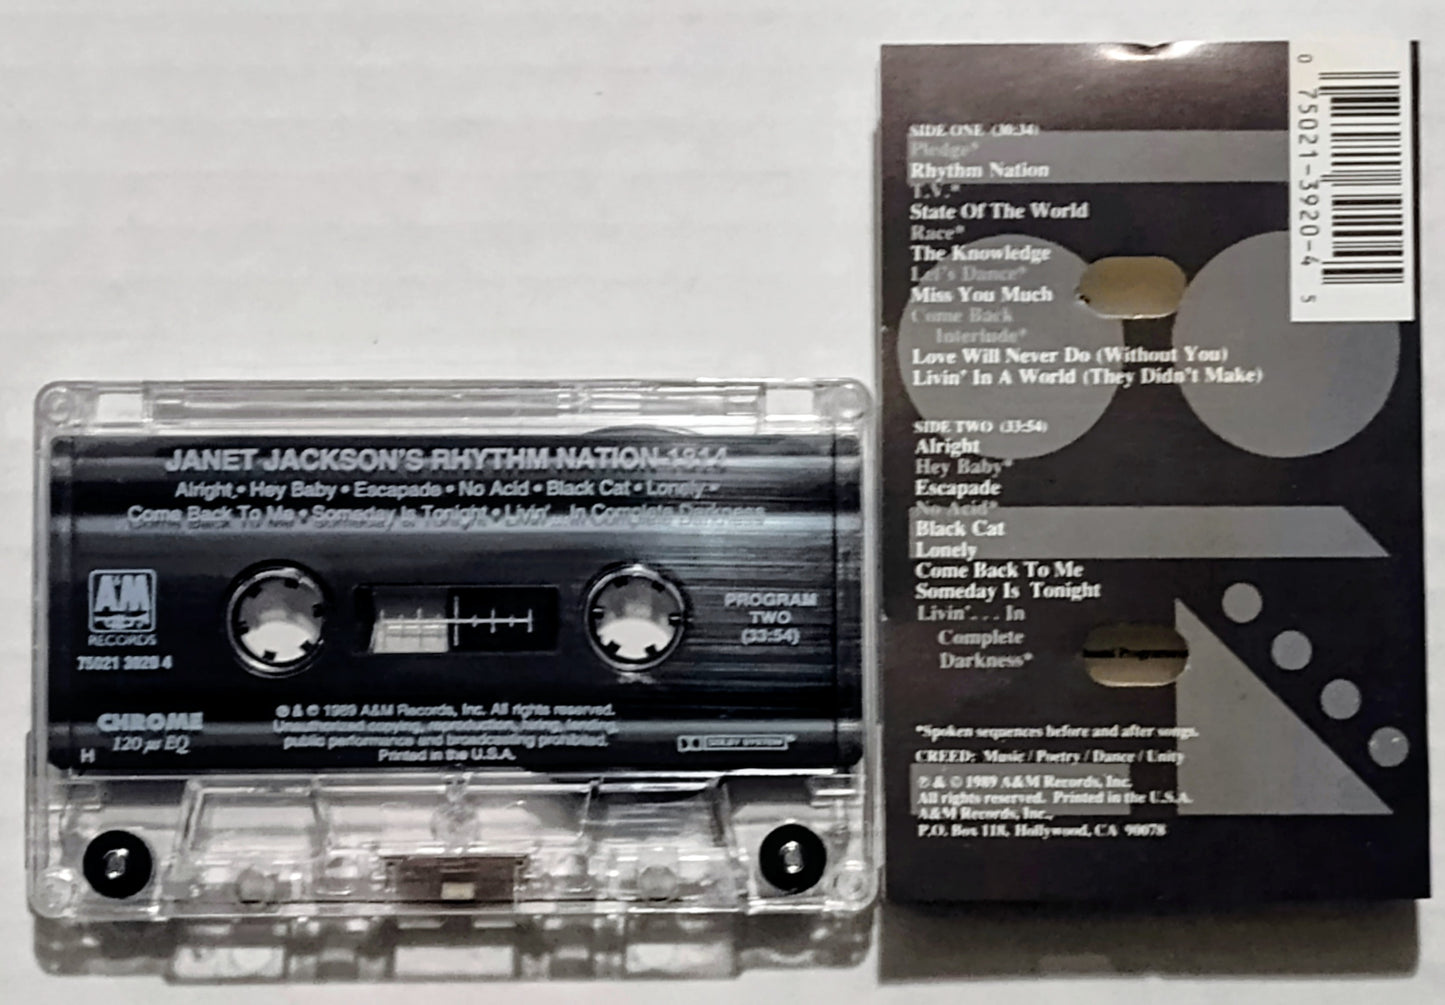 JANET JACKSON'S RHYTHM NATION 1814
Alright • Hey Baby • Escapade • No Acid • Black Cat • Lonely •
Come Back To Me • Someday Is Tonight • Livin'...In Complete Darkness
A&M
RECORDS
75021 3920 4
CHROME
120 µs EQ
H
PROGRAM
TWO
(33:54)
℗ & © 1989 A&M Records, Inc. All rights reserved.
Unauthorized copying, reproduction, hiring, lending,
public performance and broadcasting prohibited.
Printed in the U.S.A.
DOLBY SYSTEM®
SIDE ONE (30:34)
Pledge*
Rhythm Nation
T.V.*
State Of The World
Race*
The Knowledge
Let's Dance*
Miss You Much
Come Back
Interlude*
Love Will Never Do (Without You)
Livin' In A World (They Didn't Make)
SIDE TWO (33:54)
Alright
Hey Baby*
Escapade
No Acid*
Black Cat
Lonely
Come Back To Me
Someday Is Tonight
Livin'. . . In
Complete
Darkness*
*Spoken sequences before and after songs.
CREED: Music / Poetry / Dance / Unity
℗ & © 1989 A&M Records, Inc.
All rights reserved. Printed in the U.S.A.
A&M Records, Inc.,
P.O. Box 118, Hollywood, CA 90078
0 75021-3920-4 5